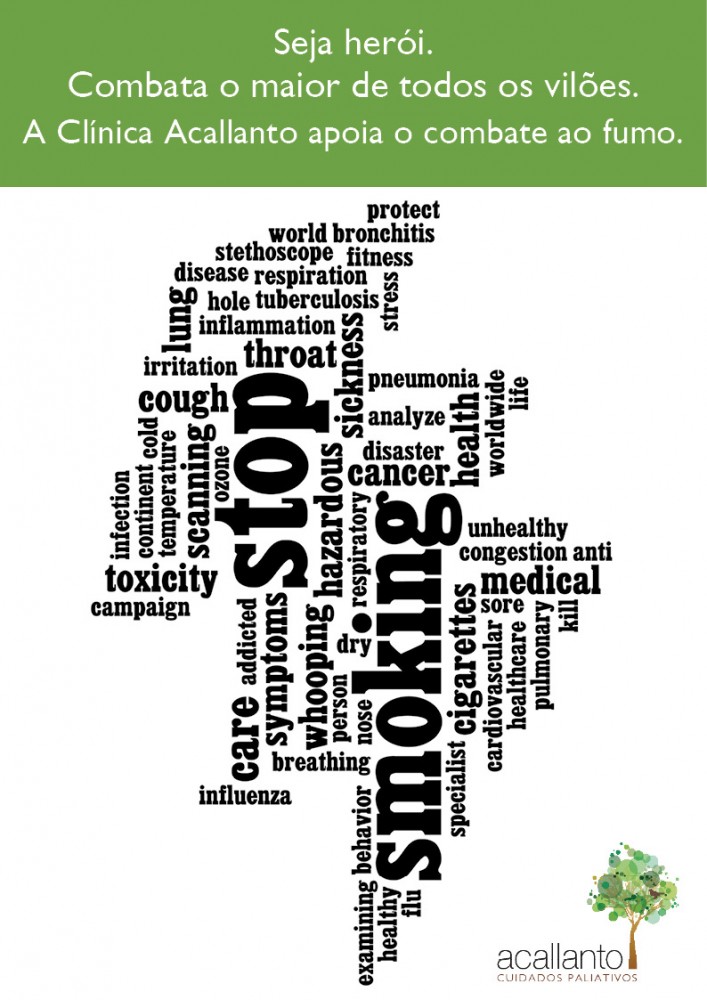 Seja herói.
Combata o maior de todos os vilões.
A Clínica Acallanto apoia o combate ao fumo.
protect
world bronchitis
stethoscope
fitness
disease
respiration
stress
lung
hole
tuberculosis
inflammation
throat
sickness
irritation
cough
stop
pneumonia
analyze
health
worldwide
life
disaster
cancer
cold
continent
infection
temperature
scanning
ozone
hazardous
respiratory
smoking
unhealthy
congestion anti
toxicity
medical
campaign
addicted
symptoms
whooping
dry
cigarettes
sore
kill
cardiovascular
healthcare
pulmonary
care
person
nose
breathing
influenza
specialist
behavior
examining
healthy
flu
acallanto
CUIDADOS PALIATIVOS